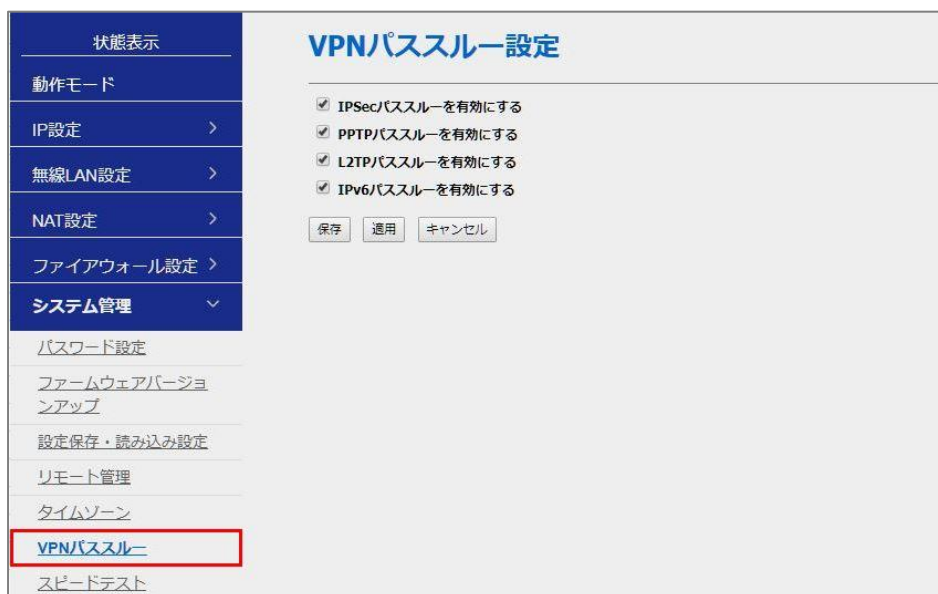 状態表示
動作モード
IP設定
無線LAN設定
NAT設定
ファイアウォール設定
システム管理
パスワード設定
ファームウェアバージョ
ンアップ
設定保存・読み込み設定
リモート管理
タイムゾーン
VPNパススルー
スピードテスト
VPNパススルー設定
IPSecパススルーを有効にする
PPTPパススルーを有効にする
L2TPパススルーを有効にする
IPv6パススルーを有効にする
保存 適用 キャンセル